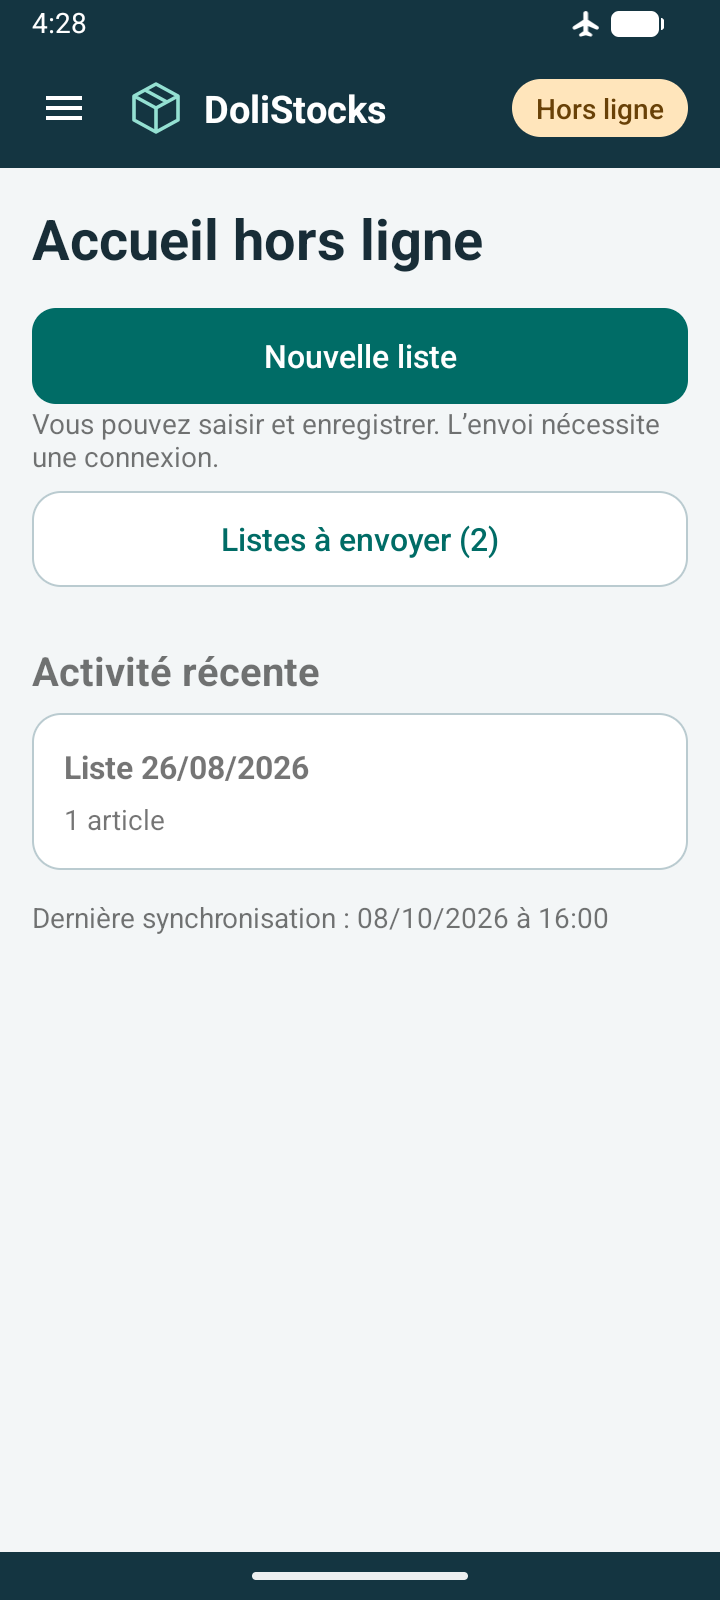 4:28
DoliStocks
Hors ligne
Accueil hors ligne
Nouvelle liste
Vous pouvez saisir et enregistrer. L’envoi nécessite
une connexion.
Listes à envoyer (2)
Activité récente
Liste 26/08/2026
1 article
Dernière synchronisation : 08/10/2026 à 16:00